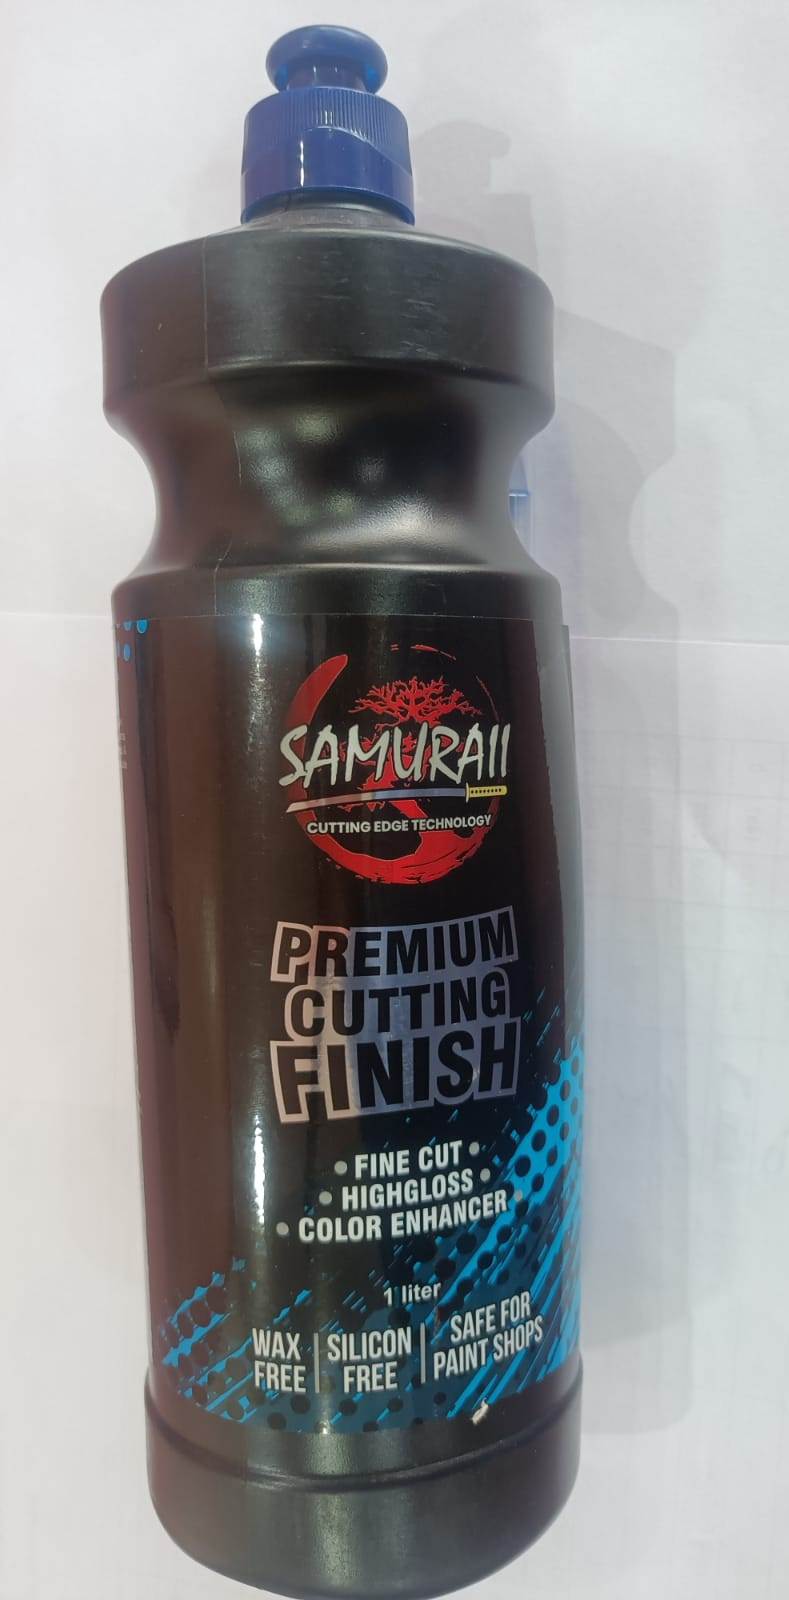 SAMURAII
CUTTING EDGE TECHNOLOGY
PREMIUM
CUTTING
FINISH
• FINE CUT •
• HIGHGLOSS •
• COLOR ENHANCER •
1 liter
WAX FREE | SILICON FREE | SAFE FOR PAINT SHOPS